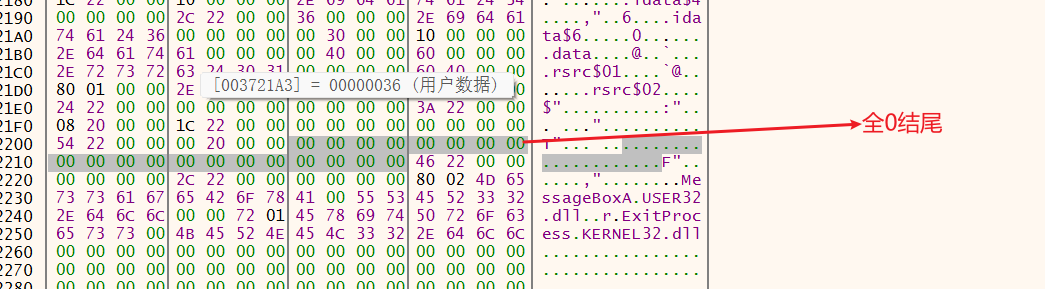 2180 1C 22 00 00 10 00 00 00 2E 69 64 61 74 61 24 34 .".......idata$4
2190 00 00 00 00 2C 22 00 00 36 00 00 00 2E 69 64 61 ....,"..6....ida
21A0 74 61 24 36 00 00 00 00 00 30 00 00 10 00 00 00 ta$6.....0......
21B0 2E 64 61 74 61 00 00 00 00 40 00 00 60 00 00 00 .data....@..`...
21C0 2E 72 73 72 63 24 30 31 00 00 00 00 60 40 00 00 .rsrc$01....`@..
21D0 80 01 00 00 2E 00 .....rsrc$02....
[003721A3] = 00000036 (用户数据)
21E0 24 22 00 00 00 00 00 00 00 00 00 00 3A 22 00 00 $"..........:"..
21F0 08 20 00 00 1C 22 00 00 00 00 00 00 00 00 00 00 . ..."..........
2200 54 22 00 00 00 20 00 00 00 00 00 00 00 00 00 00 T"... ..........
全0结尾
2210 00 00 00 00 00 00 00 00 00 00 00 00 46 22 00 00 ............F"..
2220 00 00 00 00 2C 22 00 00 00 00 00 00 80 02 4D 65 ....,"........Me
2230 73 73 61 67 65 42 6F 78 41 00 55 53 45 52 33 32 ssageBoxA.USER32
2240 2E 64 6C 6C 00 00 72 01 45 78 69 74 50 72 6F 63 .dll..r.ExitProc
2250 65 73 73 00 4B 45 52 4E 45 4C 33 32 2E 64 6C 6C ess.KERNEL32.dll
2260 00 00 00 00 00 00 00 00 00 00 00 00 00 00 00 00 ................
2270 00 00 00 00 00 00 00 00 00 00 00 00 00 00 00 00 ................
2280 00 00 00 00 00 00 00 00 00 00 00 00 00 00 00 00